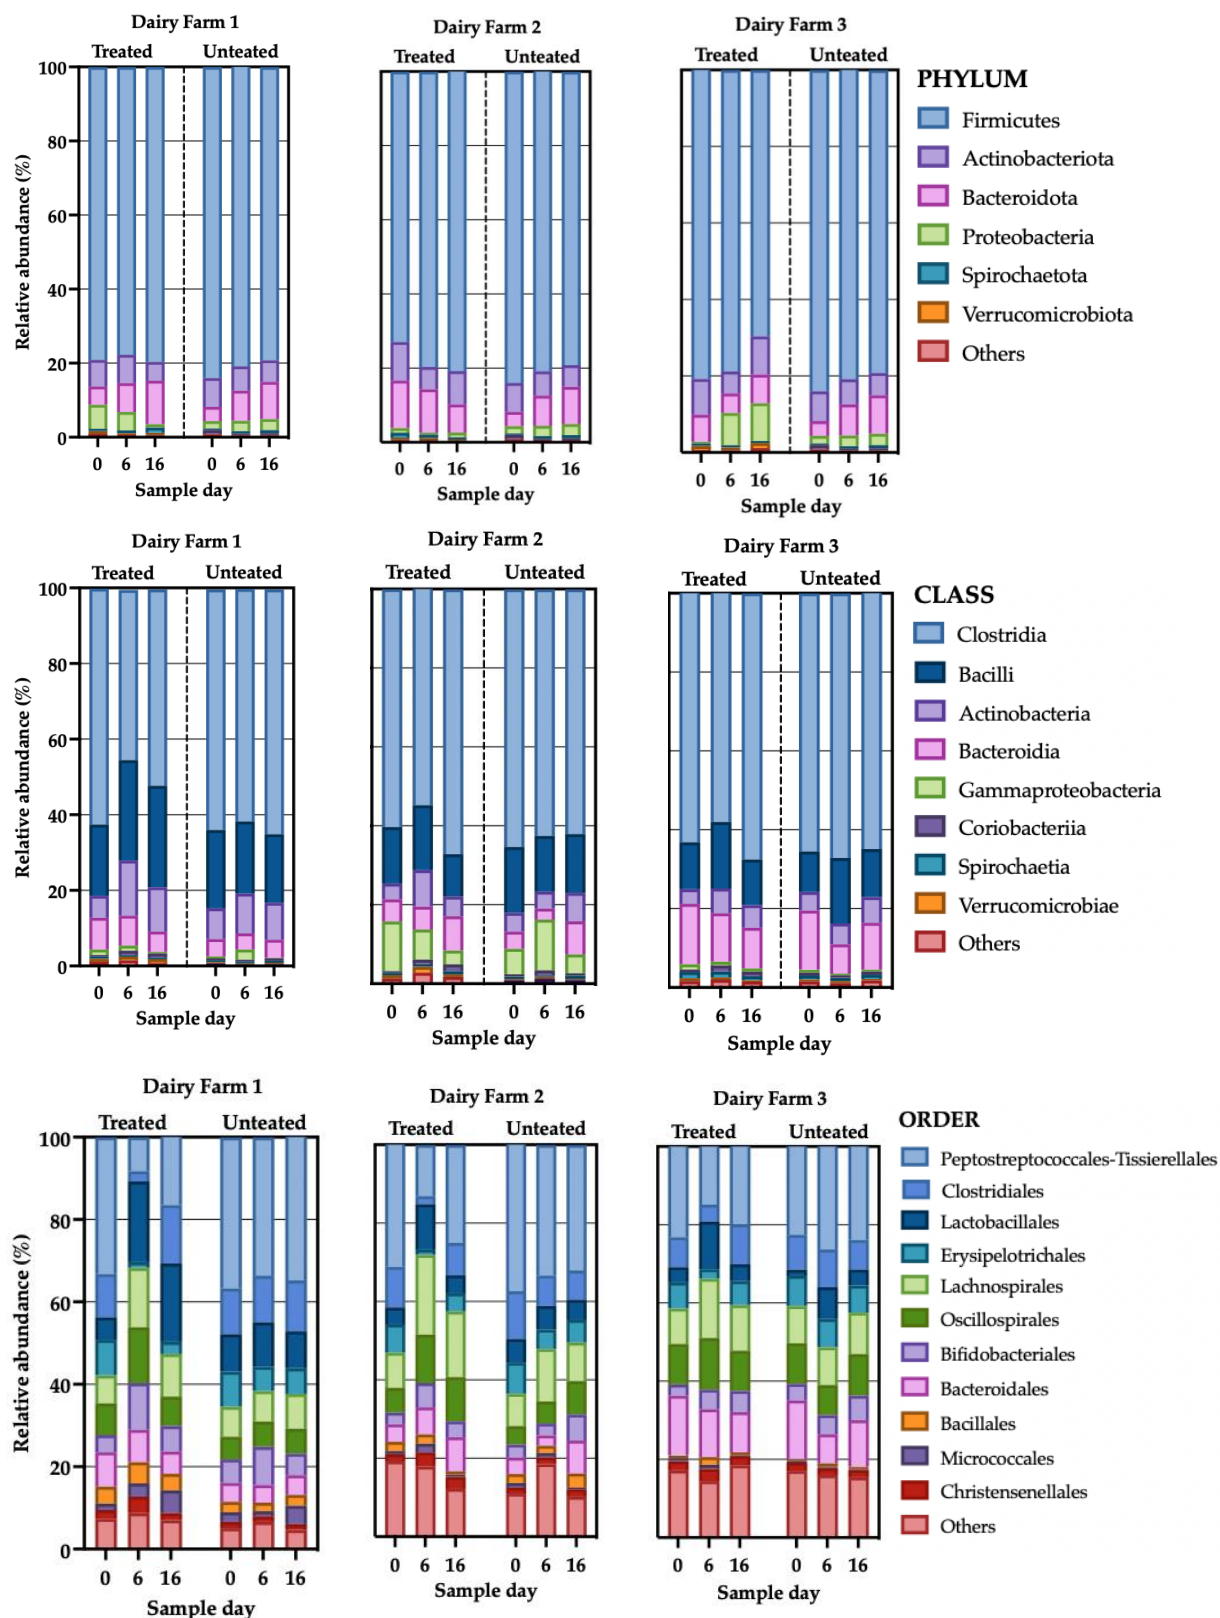 Dairy Farm 1
Dairy Farm 2
Dairy Farm 3
Treated
Unteated
Treated
Unteated
Treated
Unteated
Relative abundance (%)
100
80
60
40
20
0
0 6 16 0 6 16
Sample day
0 6 16 0 6 16
Sample day
0 6 16 0 6 16
Sample day
PHYLUM
Firmicutes
Actinobacteriota
Bacteroidota
Proteobacteria
Spirochaetota
Verrucomicrobiota
Others
Dairy Farm 1
Dairy Farm 2
Dairy Farm 3
Treated
Unteated
Treated
Unteated
Treated
Unteated
Relative abundance (%)
100
80
60
40
20
0
0 6 16 0 6 16
Sample day
0 6 16 0 6 16
Sample day
0 6 16 0 6 16
Sample day
CLASS
Clostridia
Bacilli
Actinobacteria
Bacteroidia
Gammaproteobacteria
Coriobacteriia
Spirochaetia
Verrucomicrobiae
Others
Dairy Farm 1
Dairy Farm 2
Dairy Farm 3
Treated
Unteated
Treated
Unteated
Treated
Unteated
Relative abundance (%)
100
80
60
40
20
0
0 6 16 0 6 16
Sample day
0 6 16 0 6 16
Sample day
0 6 16 0 6 16
Sample day
ORDER
Peptostreptococcales-Tissierellales
Clostridiales
Lactobacillales
Erysipelotrichales
Lachnospirales
Oscillospirales
Bifidobacteriales
Bacteroidales
Bacillales
Micrococcales
Christensenellales
Others